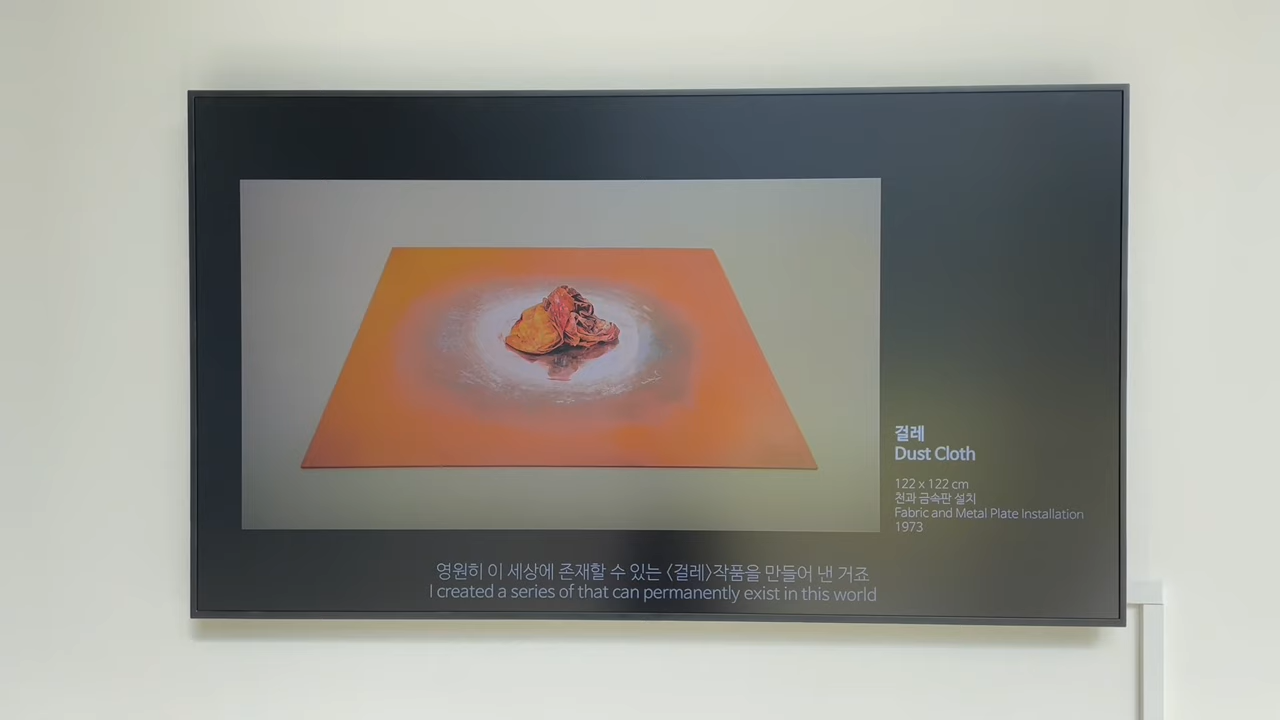 걸레
Dust Cloth
122 x 122 cm
천과 금속판 설치
Fabric and Metal Plate Installation
1973
영원히 이 세상에 존재할 수 있는 〈걸레〉작품을 만들어 낸 거죠
I created a series of that can permanently exist in this world